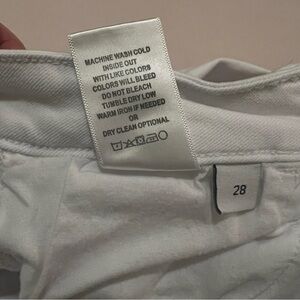 MACHINE WASH COLD
INSIDE OUT
WITH LIKE COLORS
COLORS WILL BLEED
DO NOT BLEACH
TUMBLE DRY LOW
WARM IRON IF NEEDED
OR
DRY CLEAN OPTIONAL
28